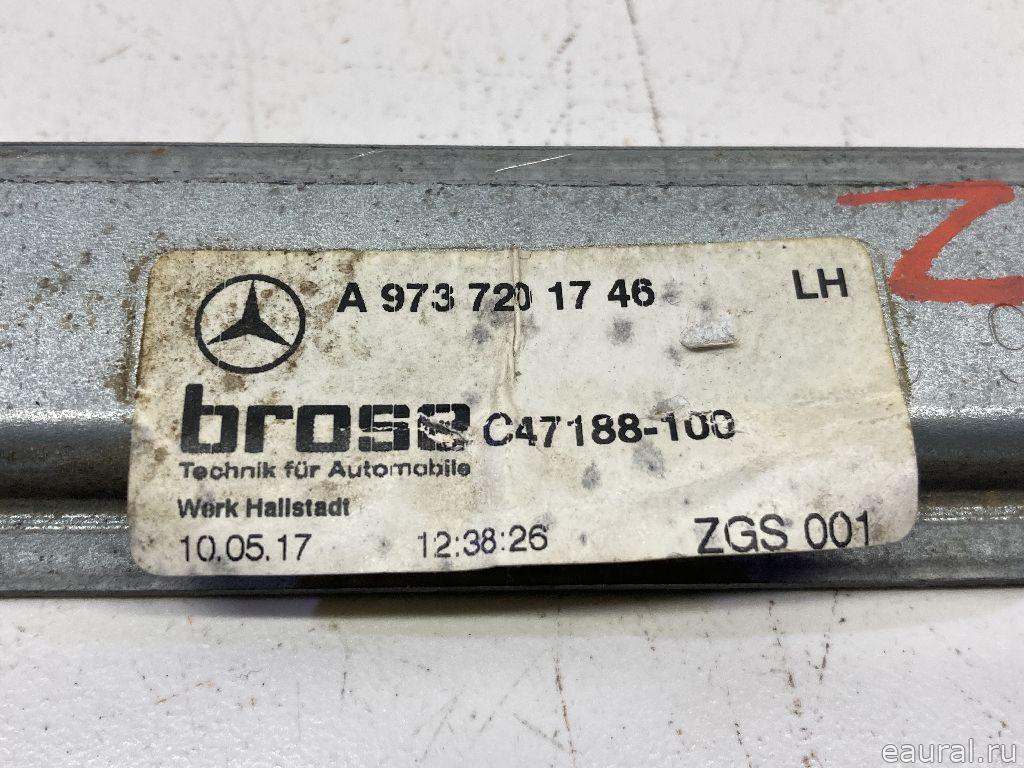 A 973 720 17 46 LH
brose C47188-100
Technik für Automobile
Werk Hallstadt
10.05.17 12:38:26 ZGS 001
Z
eaural.ru